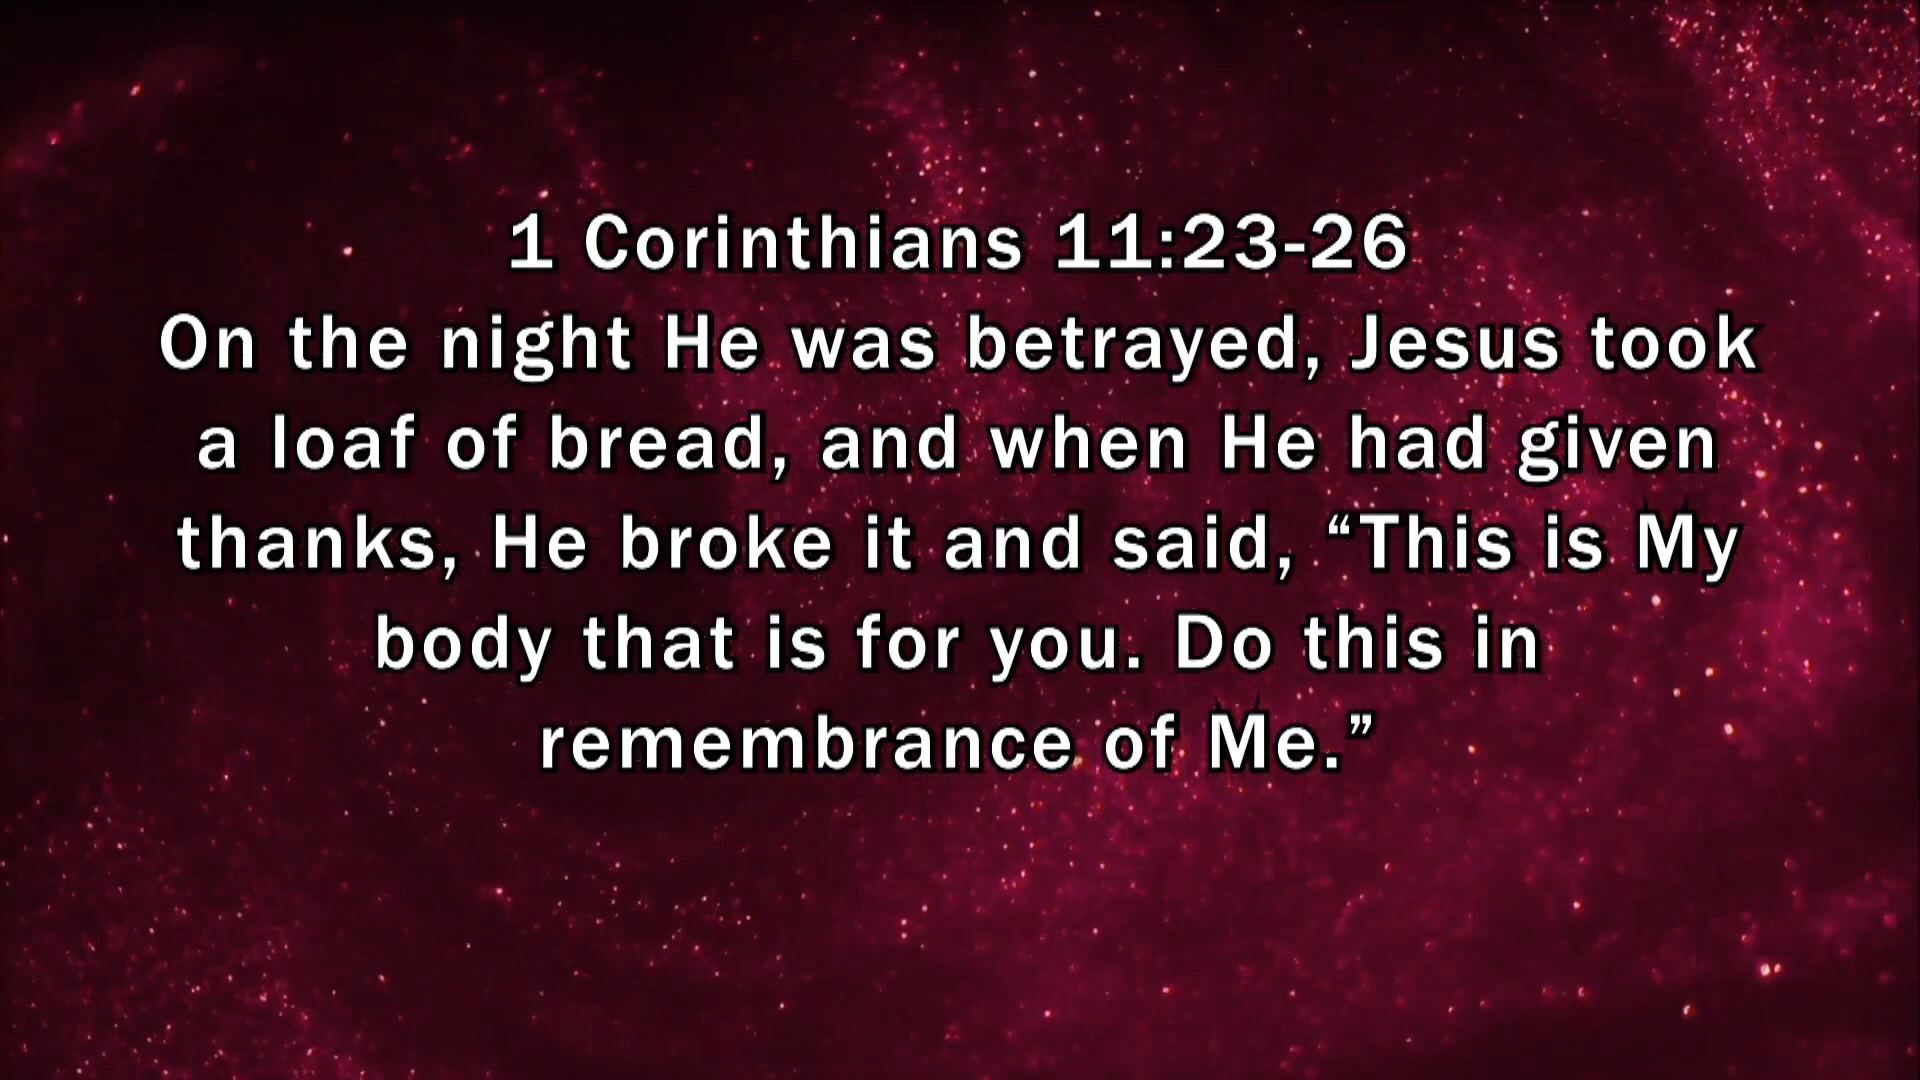 1 Corinthians 11:23-26
On the night He was betrayed, Jesus took
a loaf of bread, and when He had given
thanks, He broke it and said, “This is My
body that is for you. Do this in
remembrance of Me.”